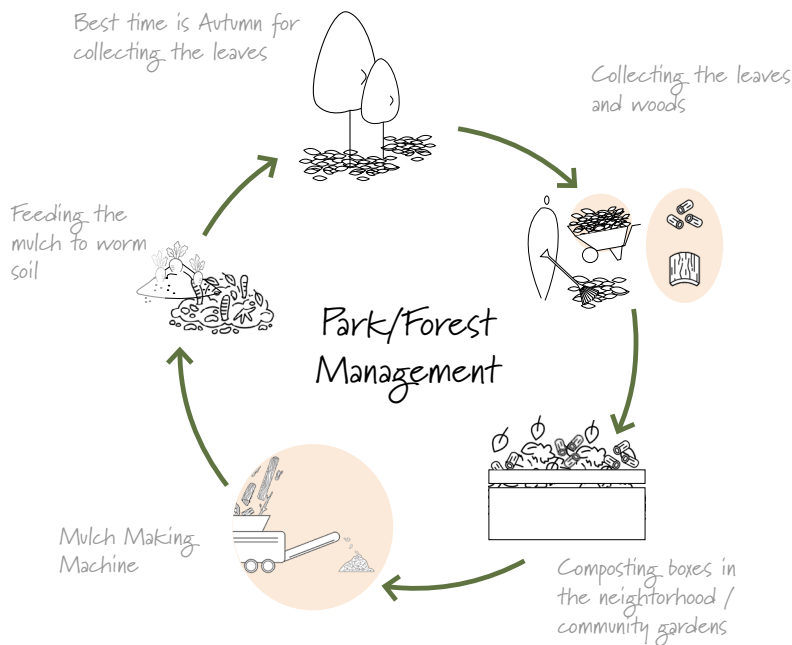 Best time is Autumn for
collecting the leaves
Collecting the leaves
and woods
Feeding the
mulch to worm
soil
Park/Forest
Management
Mulch Making
Machine
Composting boxes in
the neightorhood /
community gardens